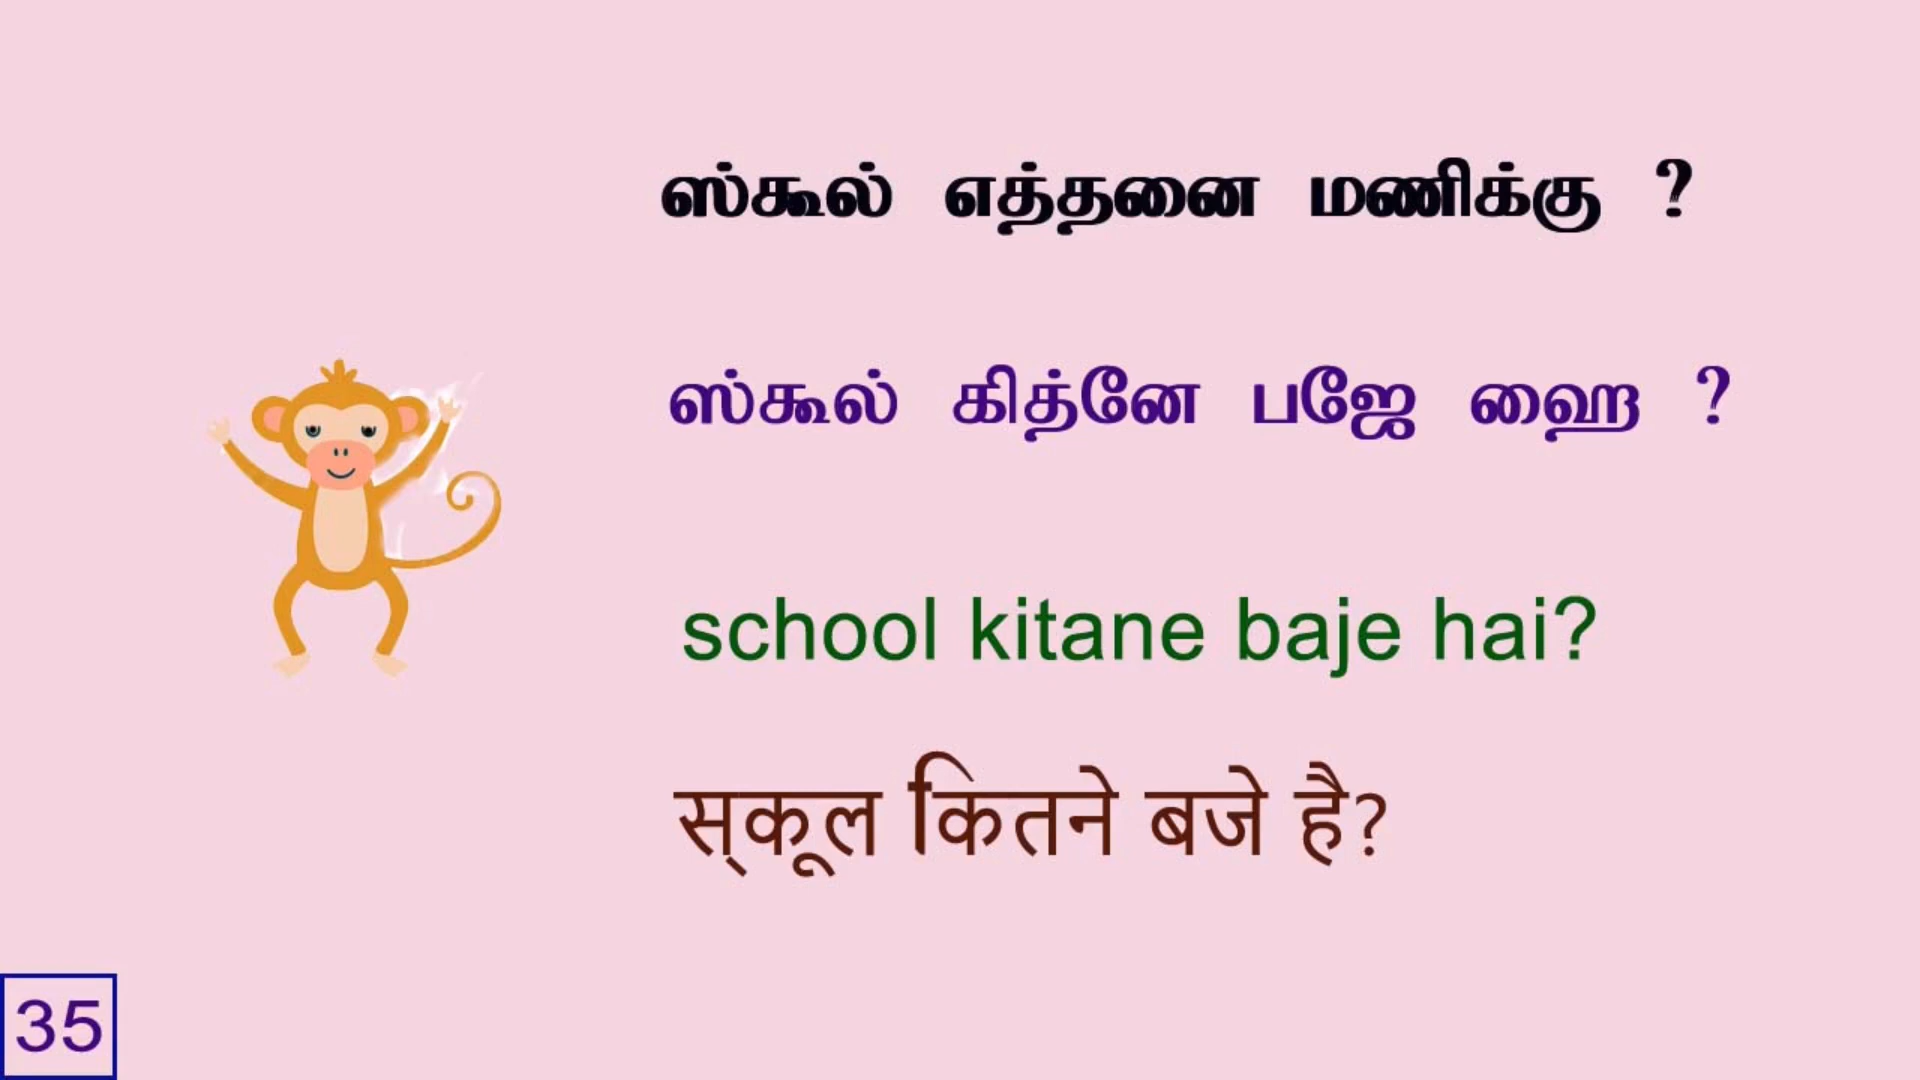 ஸ்கூல் எத்தனை மணிக்கு ?
ஸ்கூல் கித்னே பஜே ஹை ?
school kitane baje hai?
स्‌कूल कितने बजे है?
35